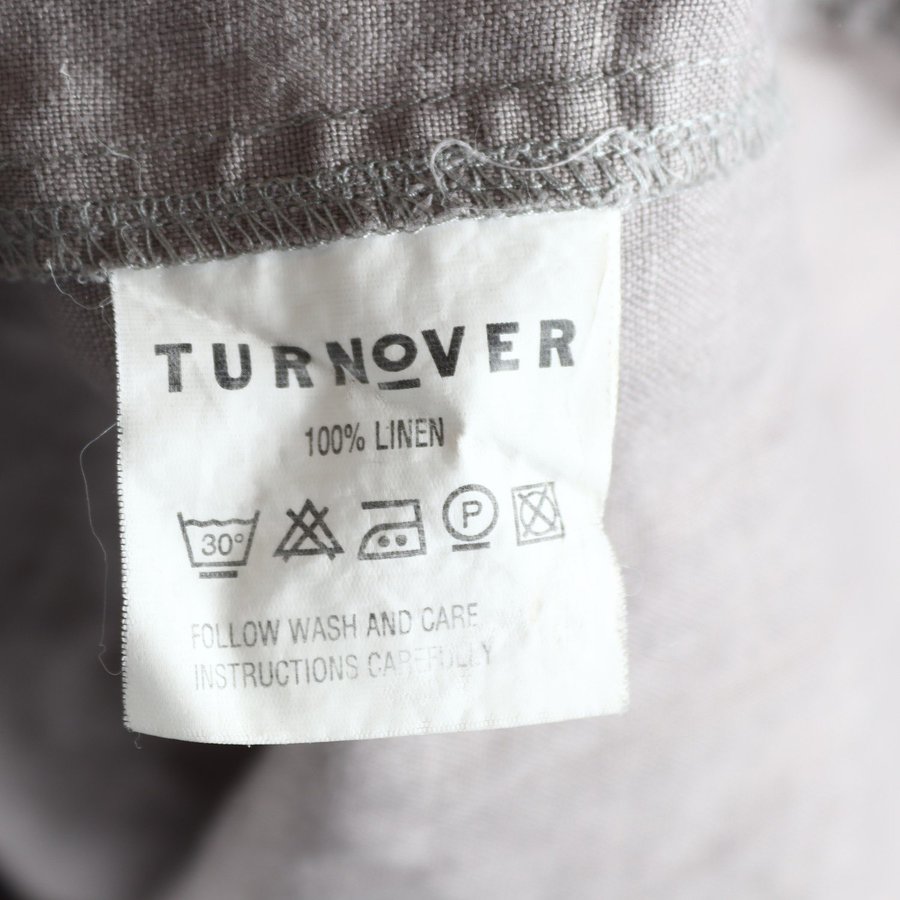 TURNOVER
100% LINEN
30° P
FOLLOW WASH AND CARE
INSTRUCTIONS CAREFULLY